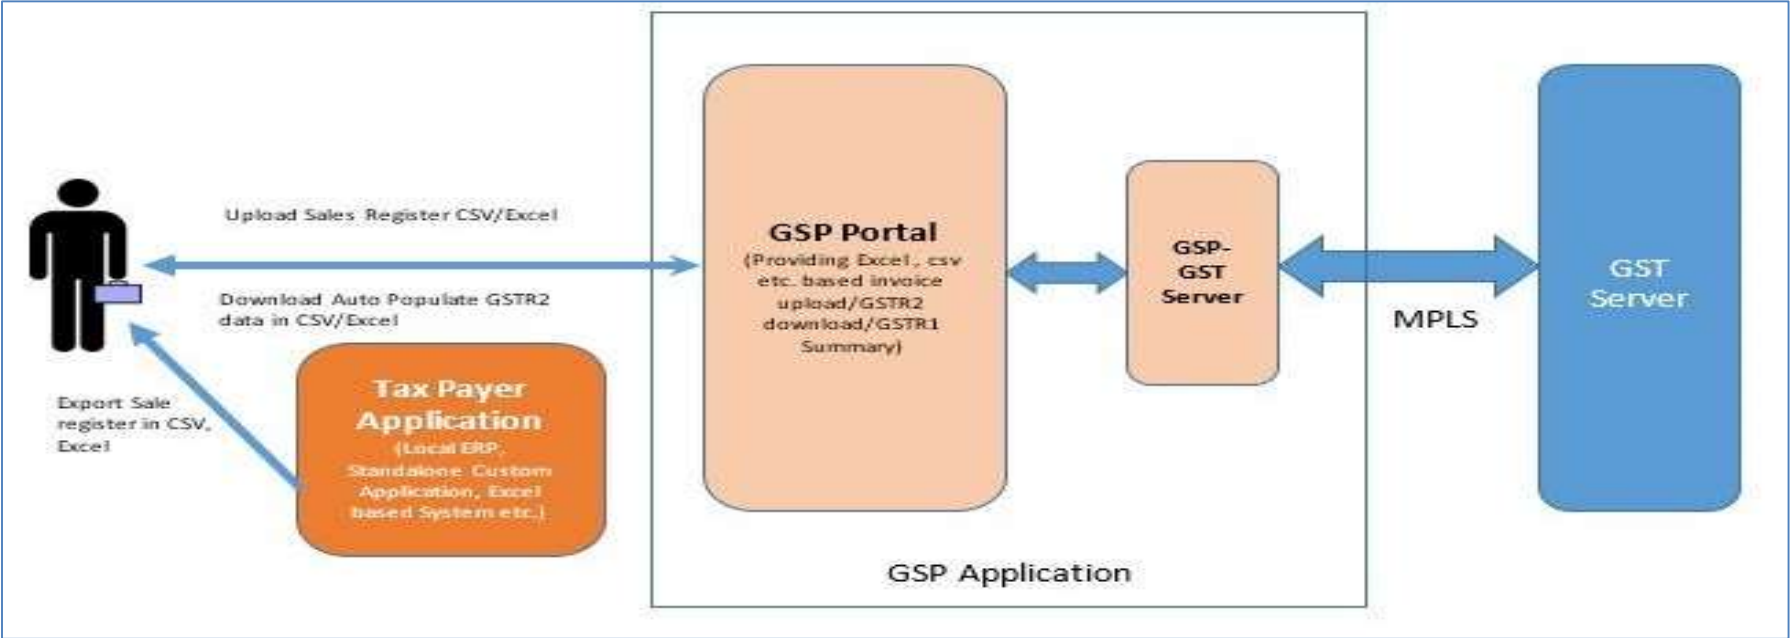 Upload Sales Register CSV/Excel
Download Auto Populate GSTR2
data in CSV/Excel
Export Sale
register in CSV,
Excel
Tax Payer
Application
(Local ERP,
Standalone Custom
Application, Excel
based System etc.)
GSP Portal
(Providing Excel , csv
etc. based invoice
upload/GSTR2
download/GSTR1
Summary)
GSP-
GST
Server
MPLS
GST
Server
GSP Application